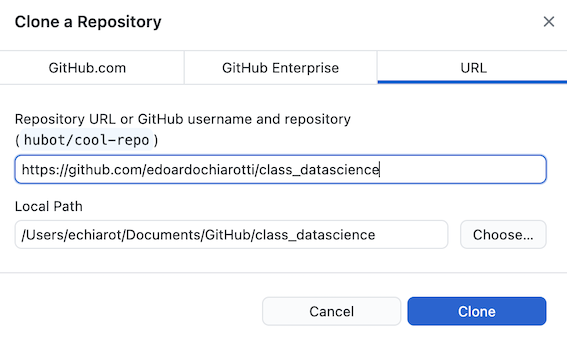 Clone a Repository
GitHub.com GitHub Enterprise URL
Repository URL or GitHub username and repository
(hubot/cool-repo)
https://github.com/edoardochiarotti/class_datascience
Local Path
/Users/echiarot/Documents/GitHub/class_datascience Choose...
Cancel Clone